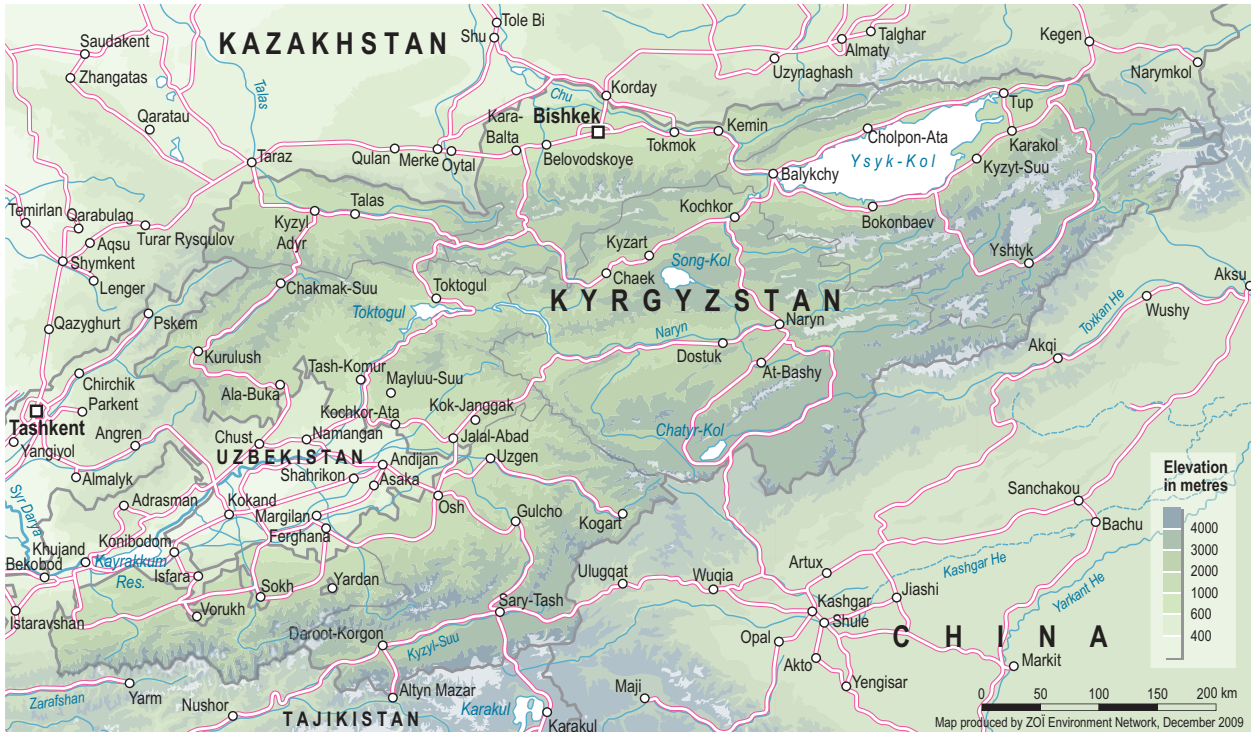 Tole Bi
Shu
KAZAKHSTAN
Saudakent
Zhangatas
Talghar
Almaty
Uzynaghash
Kegen
Narymkol
Talas
Qaratau
Korday
Chu
Kara-
Balta
Bishkek
Tup
Kemin
Tokmok
Cholpon-Ata
Karakol
Ysyk-Kol
Kyzyt-Suu
Taraz
Qulan
Merke
Oytal
Belovodskoye
Balykchy
Kochkor
Bokonbaev
Temirlan
Qarabulag
Aqsu
Turar Rysqulov
Kyzyl
Adyr
Talas
Shymkent
Lenger
Kyzart
Chaek
Song-Kol
Yshtyk
Aksu
Chakmak-Suu
Toktogul
Toktogul
KYRGYZSTAN
Toxkan He
Wushy
Qazyghurt
Pskem
Naryn
Naryn
Dostuk
Akqi
Kurulush
At-Bashy
Chirchik
Parkent
Tash-Komur
Mayluu-Suu
Ala-Buka
Kochkor-Ata
Kok-Janggak
Tashkent
Yangiyol
Angren
Chust
Namangan
Jalal-Abad
Chatyr-Kol
UZBEKISTAN
Andijan
Uzgen
Shahrikon
Asaka
Almalyk
Adrasman
Kokand
Margilan
Osh
Gulcho
Kogart
Ferghana
Syr Darya
Sanchakou
Bachu
Khujand
Konibodom
Bekobod
Kayrakkum
Res.
Isfara
Sokh
Yardan
Vorukh
Istaravshan
Ulugqat
Wuqia
Artux
Kashgar He
Jiashi
Yarkant He
Kashgar
Shule
Sary-Tash
Daroot-Korgon
Kyzyl-Suu
Opal
Akto
Yengisar
CHINA
Markit
Zarafshan
Yarm
Nushor
Altyn Mazar
TAJIKISTAN
Karakul
Karakul
Maji
Elevation
in metres
4000
3000
2000
1000
600
400
0 50 100 150 200 km
Map produced by ZOÏ Environment Network, December 2009